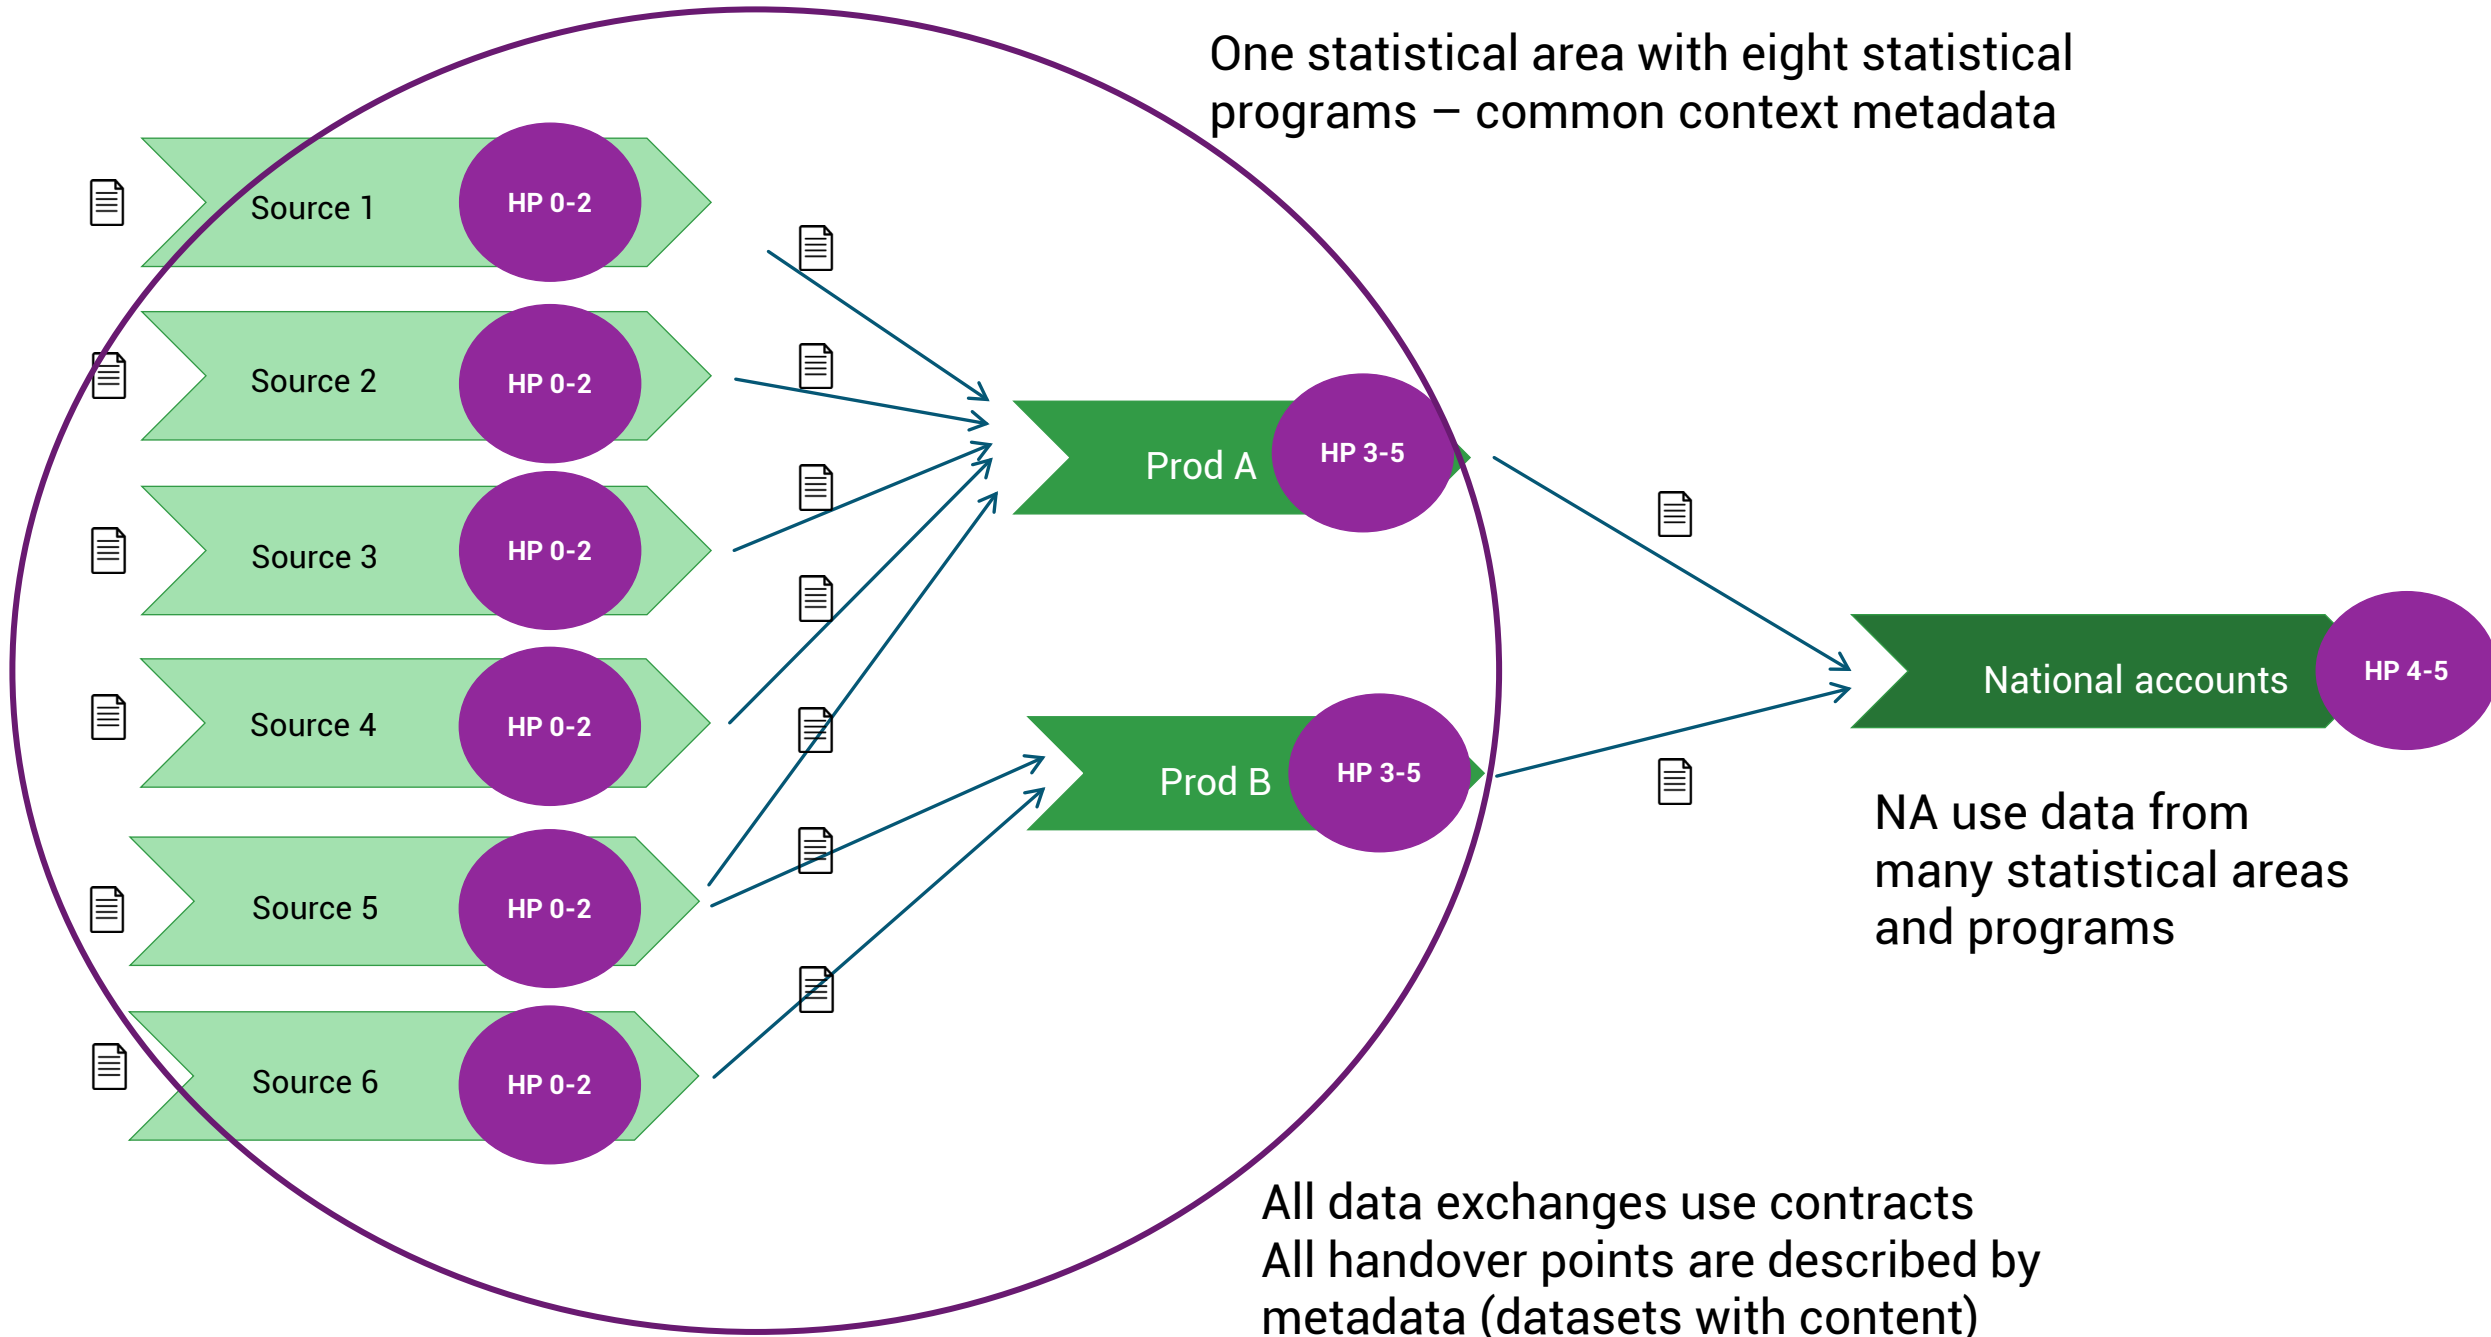 One statistical area with eight statistical
programs – common context metadata
Source 1
HP 0-2
Source 2
HP 0-2
Source 3
HP 0-2
Source 4
HP 0-2
Source 5
HP 0-2
Source 6
HP 0-2
Prod A
HP 3-5
Prod B
HP 3-5
National accounts
HP 4-5
NA use data from
many statistical areas
and programs
All data exchanges use contracts
All handover points are described by
metadata (datasets with content)